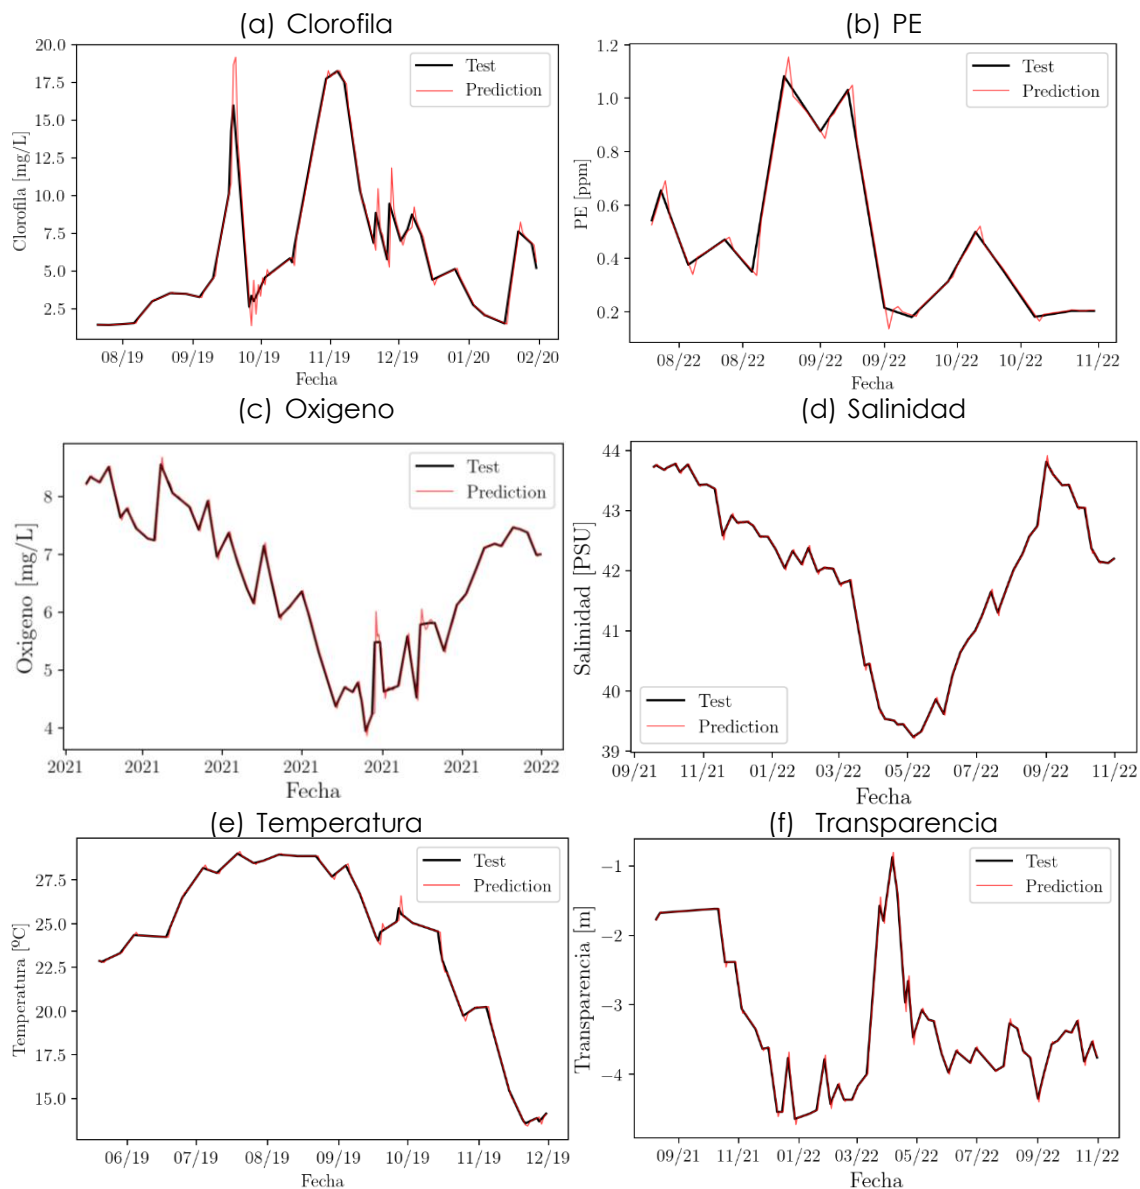 (a) Clorofila
20.0
17.5
15.0
12.5
10.0
7.5
5.0
2.5
Clorofila [mg/L]
Test
Prediction
08/19 09/19 10/19 11/19 12/19 01/20 02/20
Fecha
(b) PE
1.2
1.0
0.8
0.6
0.4
0.2
PE [ppm]
Test
Prediction
08/22 08/22 09/22 09/22 10/22 10/22 11/22
Fecha
(c) Oxigeno
8
7
6
5
4
Oxigeno [mg/L]
Test
Prediction
2021 2021 2021 2021 2021 2021 2022
Fecha
(d) Salinidad
44
43
42
41
40
39
Salinidad [PSU]
Test
Prediction
09/21 11/21 01/22 03/22 05/22 07/22 09/22 11/22
Fecha
(e) Temperatura
27.5
25.0
22.5
20.0
17.5
15.0
Temperatura [ºC]
Test
Prediction
06/19 07/19 08/19 09/19 10/19 11/19 12/19
Fecha
(f) Transparencia
−1
−2
−3
−4
Transparencia [m]
Test
Prediction
09/21 11/21 01/22 03/22 05/22 07/22 09/22 11/22
Fecha